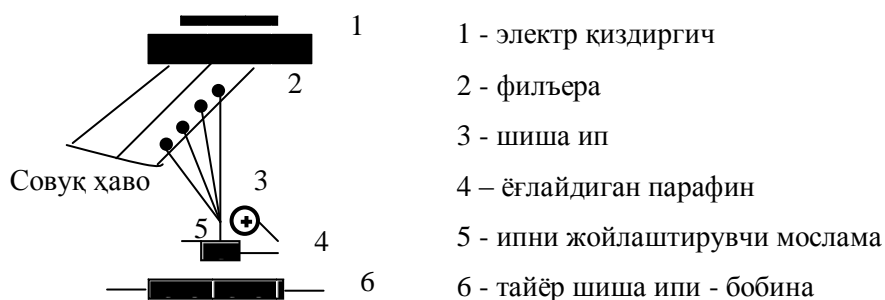 1
2
Совуқ ҳаво
3
5
4
6
1 - электр қиздиргич
2 - филъера
3 - шиша ип
4 – ёғлайдиган парафин
5 - ипни жойлаштирувчи мослама
6 - тайёр шиша ипи - бобина